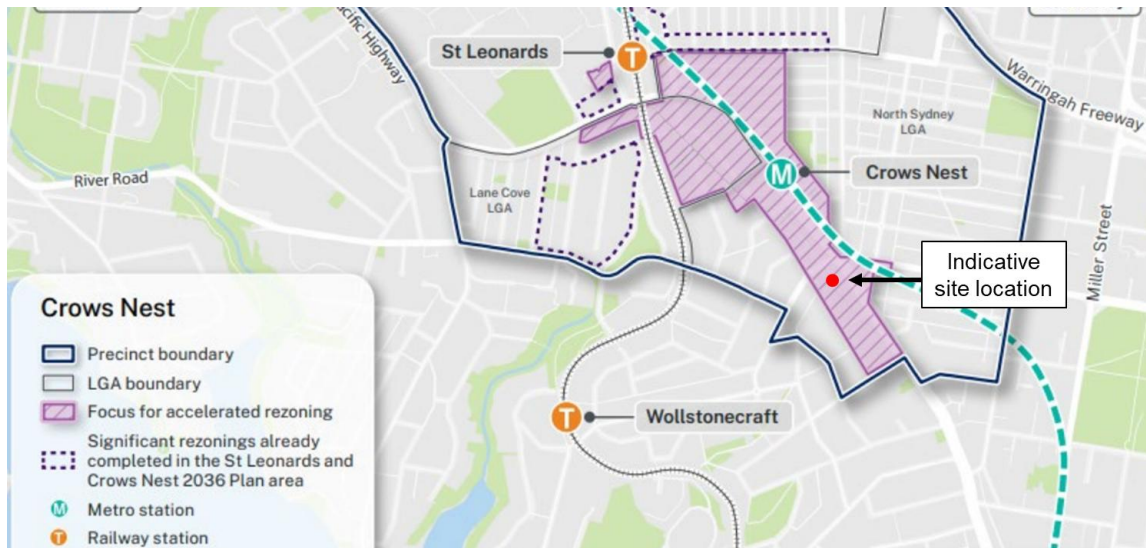 Pacific Highway
St Leonards
T
Warringah Freeway
North Sydney
LGA
M
Crows Nest
River Road
Lane Cove
LGA
Indicative
site location
Miller Street
Crows Nest
Precinct boundary
LGA boundary
Focus for accelerated rezoning
Significant rezonings already
completed in the St Leonards and
Crows Nest 2036 Plan area
M Metro station
T Railway station
T
Wollstonecraft